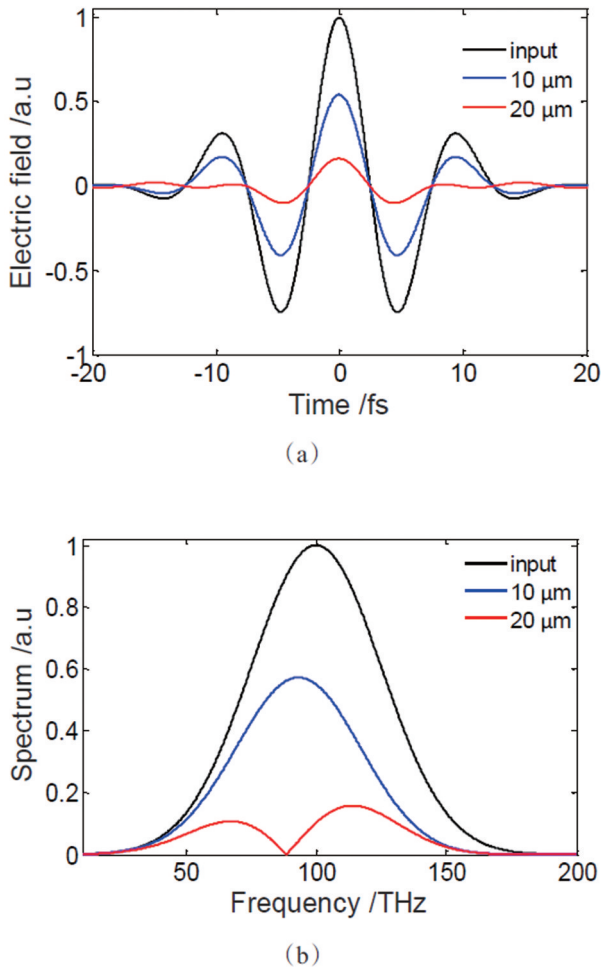 1
0.5
0
-0.5
-1
-20
-10
0
10
20
Electric field /a.u
Time /fs
input
10 μm
20 μm
(a)
1
0.8
0.6
0.4
0.2
0
50
100
150
200
Spectrum /a.u
Frequency /THz
input
10 μm
20 μm
(b)